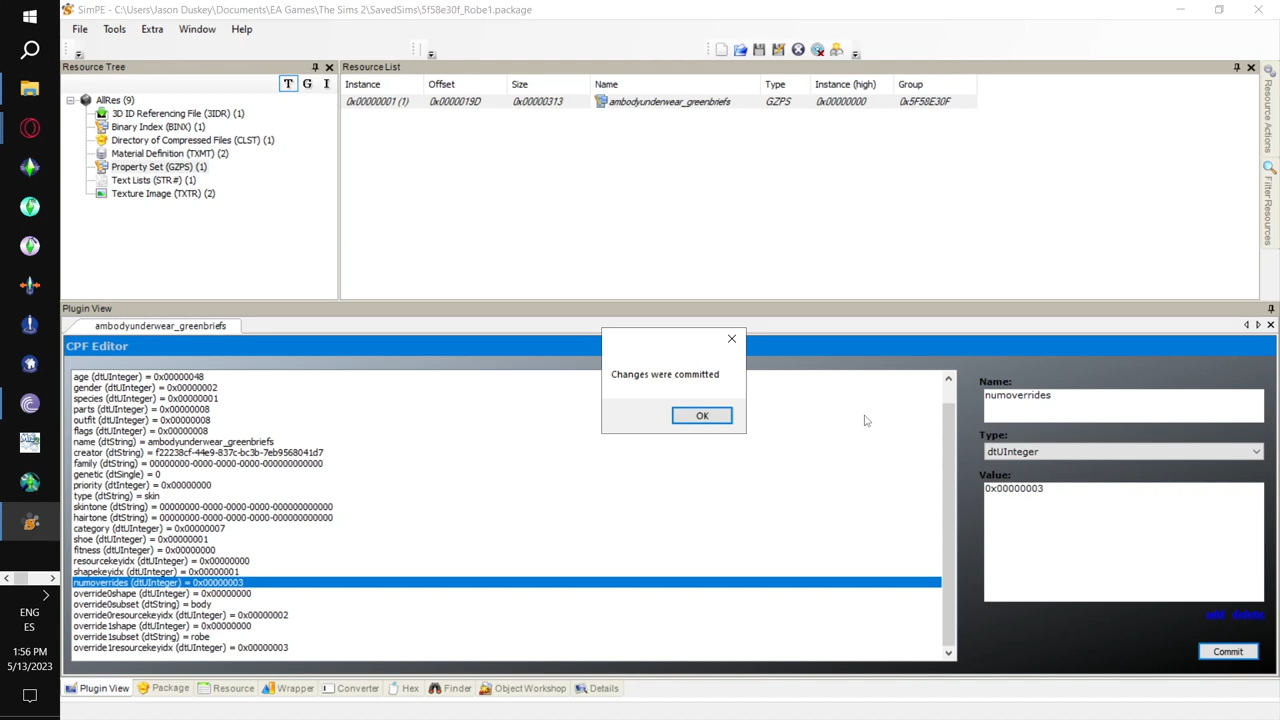 SimPE - C:\Users\Jason Duskey\Documents\EA Games\The Sims 2\SavedSims\5f58e30f_Robe1.package
File Tools Extra Window Help
Resource Tree
T G I
AllRes (9)
3D ID Referencing File (3IDR) (1)
Binary Index (BINX) (1)
Directory of Compressed Files (CLST) (1)
Material Definition (TXMT) (2)
Property Set (GZPS) (1)
Text Lists (STR#) (1)
Texture Image (TXTR) (2)
Resource List
Instance Offset Size Name Type Instance (high) Group
0x00000001 (1) 0x0000019D 0x00000313 ambodyunderwear_greenbriefs GZPS 0x00000000 0x5F58E30F
Resource Actions
Filter Resources
Plugin View
ambodyunderwear_greenbriefs
CPF Editor
age (dtUInteger) = 0x00000048
gender (dtUInteger) = 0x00000002
species (dtUInteger) = 0x00000001
parts (dtUInteger) = 0x00000008
outfit (dtUInteger) = 0x00000008
flags (dtUInteger) = 0x00000008
name (dtString) = ambodyunderwear_greenbriefs
creator (dtString) = f22238cf-44e9-837c-bc3b-7eb9568041d7
family (dtString) = 00000000-0000-0000-0000-000000000000
genetic (dtSingle) = 0
priority (dtInteger) = 0x00000000
type (dtString) = skin
skintone (dtString) = 00000000-0000-0000-0000-000000000000
hairtone (dtString) = 00000000-0000-0000-0000-000000000000
category (dtUInteger) = 0x00000007
shoe (dtUInteger) = 0x00000001
fitness (dtUInteger) = 0x00000000
resourcekeyidx (dtUInteger) = 0x00000000
shapekeyidx (dtUInteger) = 0x00000001
numoverrides (dtUInteger) = 0x00000003
override0shape (dtUInteger) = 0x00000000
override0subset (dtString) = body
override0resourcekeyidx (dtUInteger) = 0x00000002
override1shape (dtUInteger) = 0x00000000
override1subset (dtString) = robe
override1resourcekeyidx (dtUInteger) = 0x00000003
Changes were committed
OK
Name:
numoverrides
Type:
dtUInteger
Value:
0x00000003
add delete
Commit
Plugin View Package Resource Wrapper Converter Hex Finder Object Workshop Details
ENG
ES
1:56 PM
5/13/2023